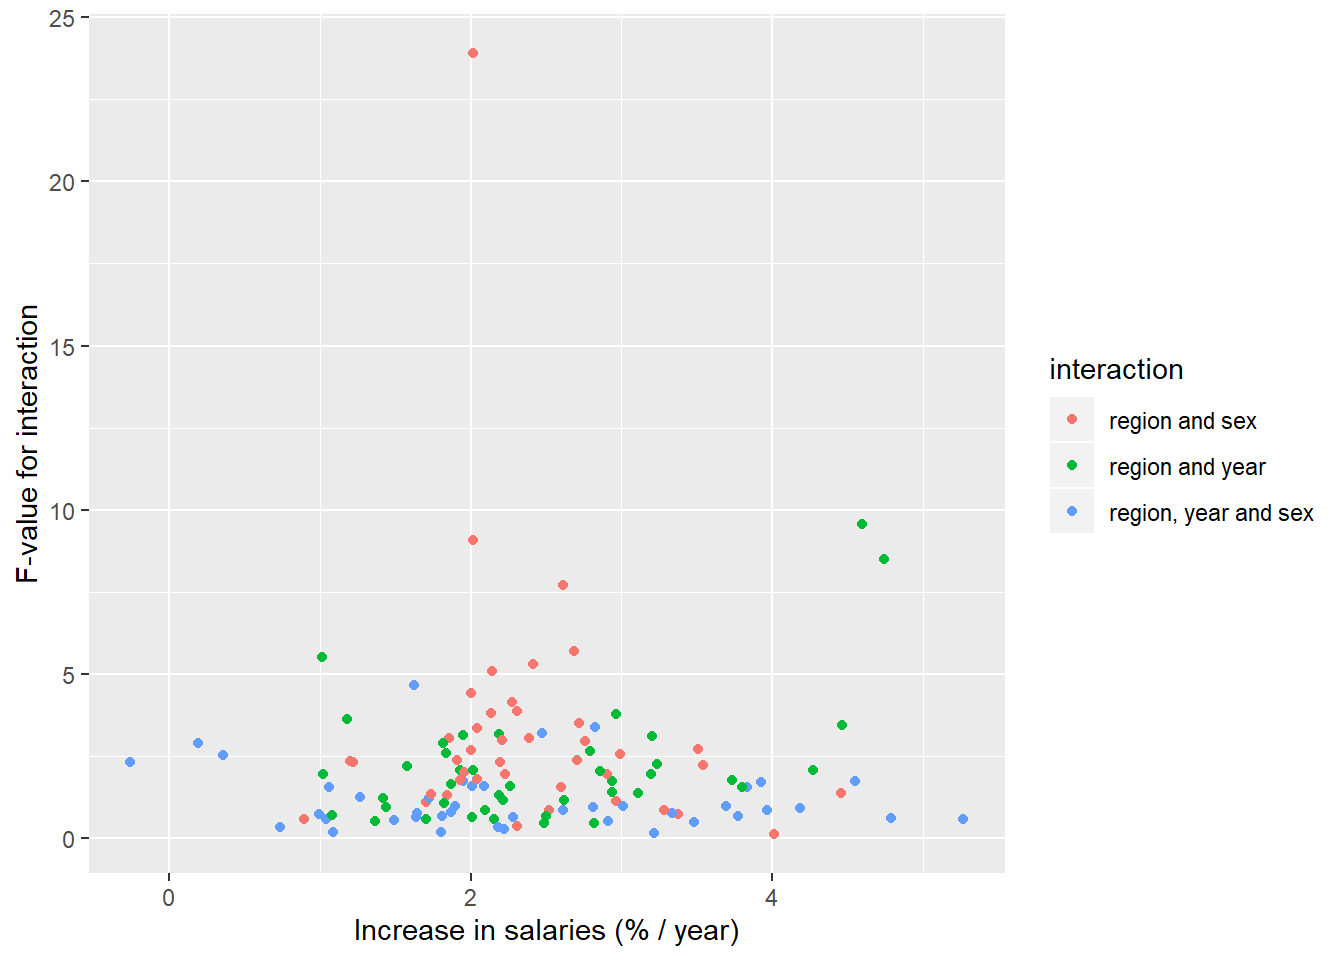 25
20
15
10
5
0
F-value for interaction
0 2 4
Increase in salaries (% / year)
interaction
region and sex
region and year
region, year and sex